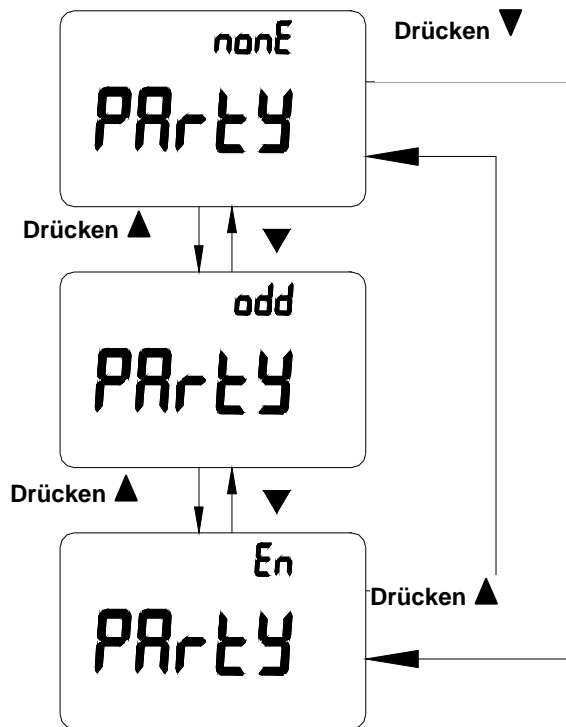 nonE
Drücken ▼
PArtY
Drücken ▲
▼
odd
PArtY
Drücken ▲
▼
En
Drücken ▲
PArtY